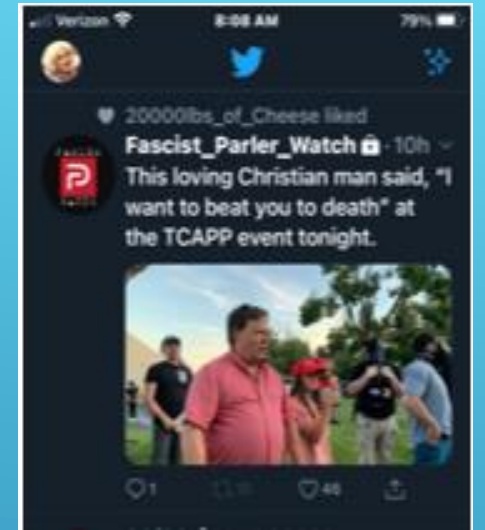 Verizon 8:08 AM 79%
20000lbs_of_Cheese liked
Fascist_Parler_Watch · 10h
This loving Christian man said, "I
want to beat you to death" at
the TCAPP event tonight.
1 46